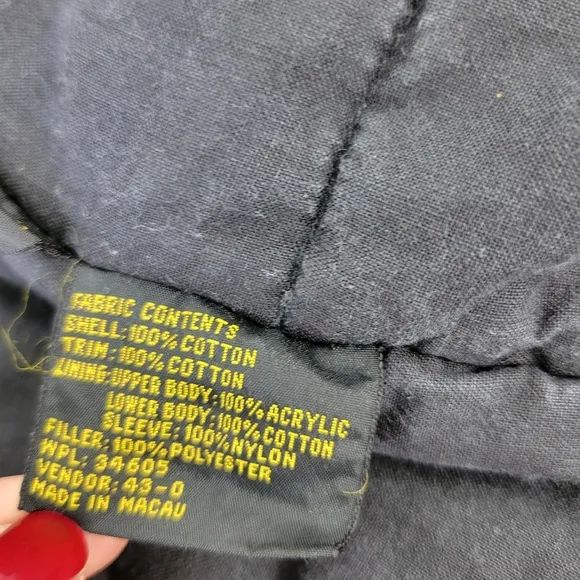 FABRIC CONTENTS
SHELL: 100% COTTON
TRIM: 100% COTTON
LINING: UPPER BODY: 100% ACRYLIC
LOWER BODY: 100% COTTON
SLEEVE: 100% NYLON
FILLER: 100% POLYESTER
WPL: 34605
VENDOR: 43-0
MADE IN MACAU